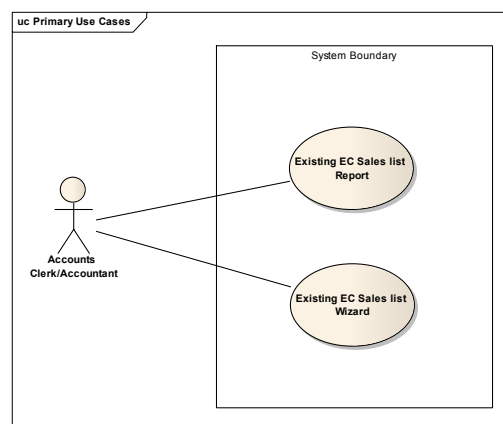 uc Primary Use Cases
System Boundary
Existing EC Sales list
Report
Accounts
Clerk/Accountant
Existing EC Sales list
Wizard